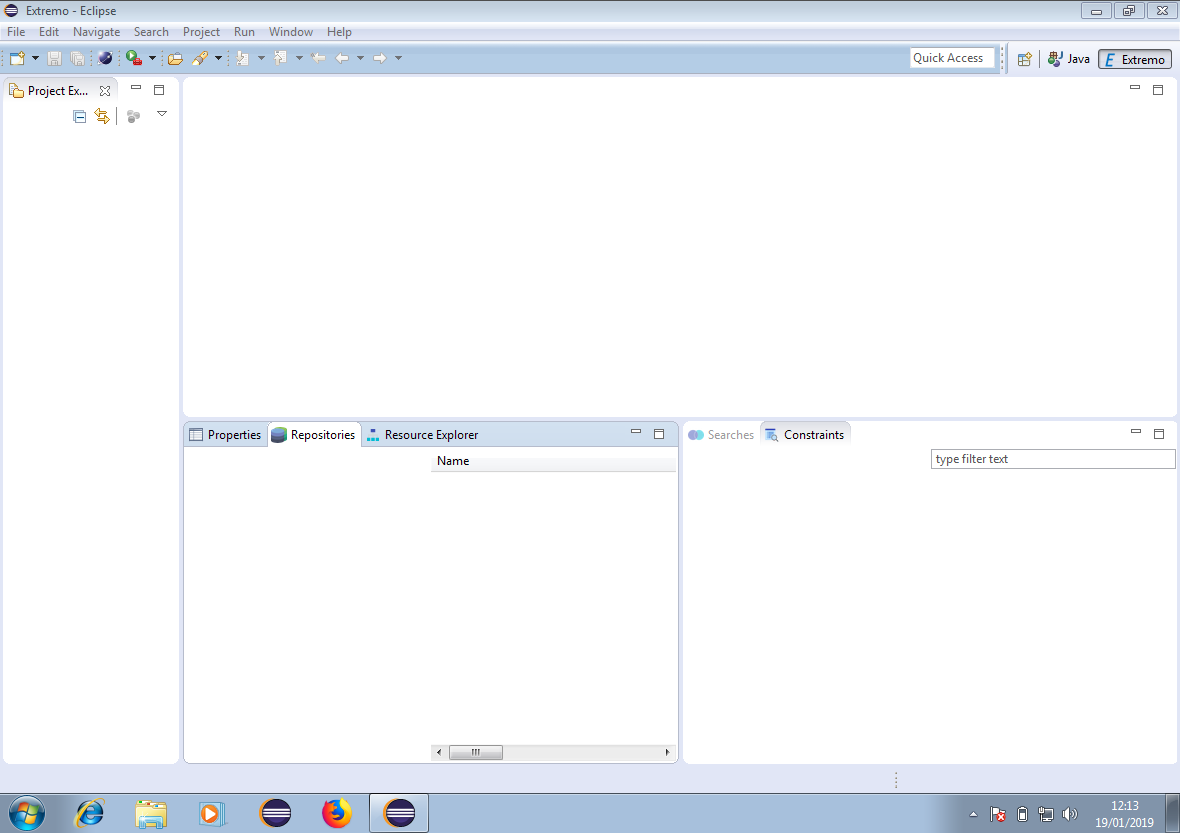 Extremo - Eclipse
File Edit Navigate Search Project Run Window Help
Quick Access Java E Extremo
Project Ex...
Properties Repositories Resource Explorer Searches Constraints
Name
type filter text
12:13
19/01/2019